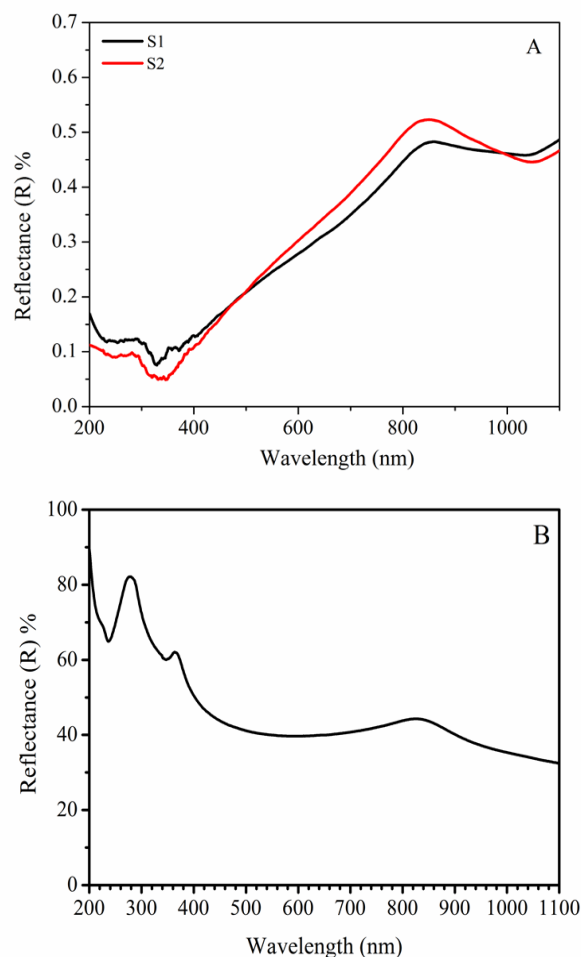 A
S1
S2
Reflectance (R) %
0.7
0.6
0.5
0.4
0.3
0.2
0.1
0.0
200 400 600 800 1000
Wavelength (nm)
B
Reflectance (R) %
100
80
60
40
20
0
200 300 400 500 600 700 800 900 1000 1100
Wavelength (nm)